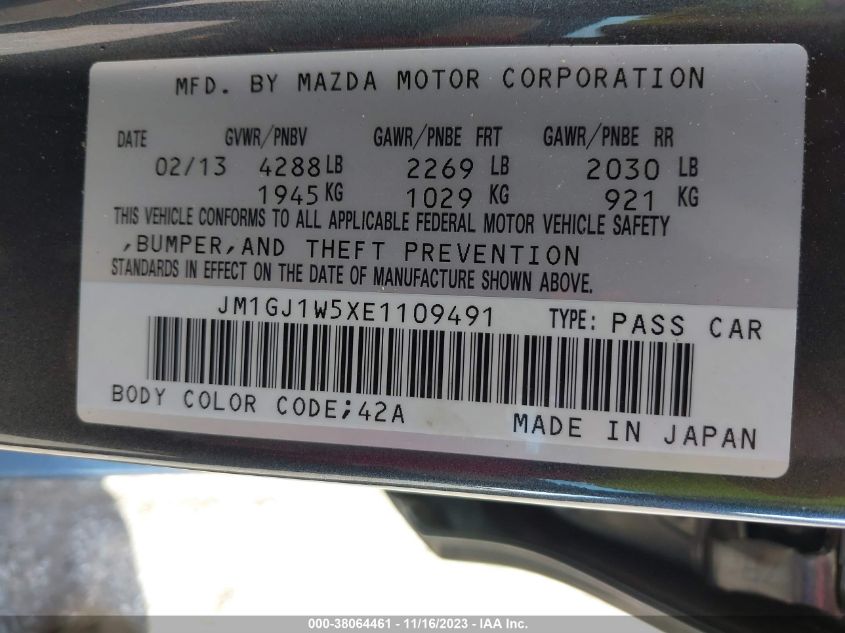 MFD. BY MAZDA MOTOR CORPORATION
DATE GVWR/PNBV GAWR/PNBE FRT GAWR/PNBE RR
02/13 4288 LB 2269 LB 2030 LB
1945 KG 1029 KG 921 KG
THIS VEHICLE CONFORMS TO ALL APPLICABLE FEDERAL MOTOR VEHICLE SAFETY
,BUMPER,AND THEFT PREVENTION
STANDARDS IN EFFECT ON THE DATE OF MANUFACTURE SHOWN ABOVE.
JM1GJ1W5XE1109491 TYPE: PASS CAR
BODY COLOR CODE;42A MADE IN JAPAN
000-38064461 - 11/16/2023 - IAA Inc.